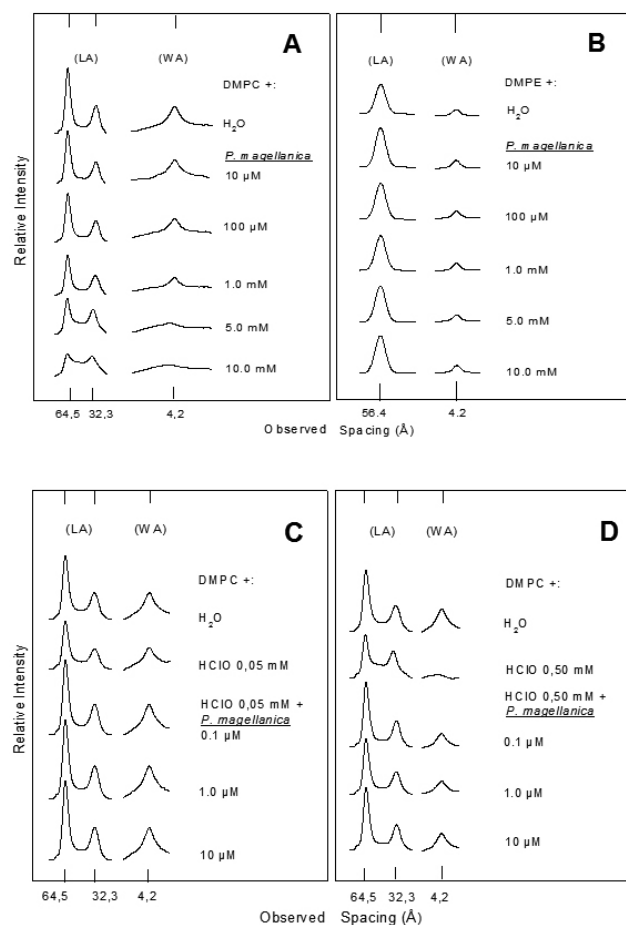 A
(LA) (WA)
DMPC +:
H₂O
P. magellanica
10 µM
100 µM
1.0 mM
5.0 mM
10.0 mM
64,5 32,3 4,2
B
(LA) (WA)
DMPE +:
H₂O
P. magellanica
10 µM
100 µM
1.0 mM
5.0 mM
10.0 mM
56.4 4.2
Relative Intensity
Observed Spacing (Å)
C
(LA) (WA)
DMPC +:
H₂O
HClO 0,05 mM
HClO 0,05 mM +
P. magellanica
0.1 µM
1.0 µM
10 µM
64,5 32,3 4,2
D
(LA) (WA)
DMPC +:
H₂O
HClO 0,50 mM
HClO 0,50 mM +
P. magellanica
0.1 µM
1.0 µM
10 µM
64,5 32,3 4,2
Relative Intensity
Observed Spacing (Å)